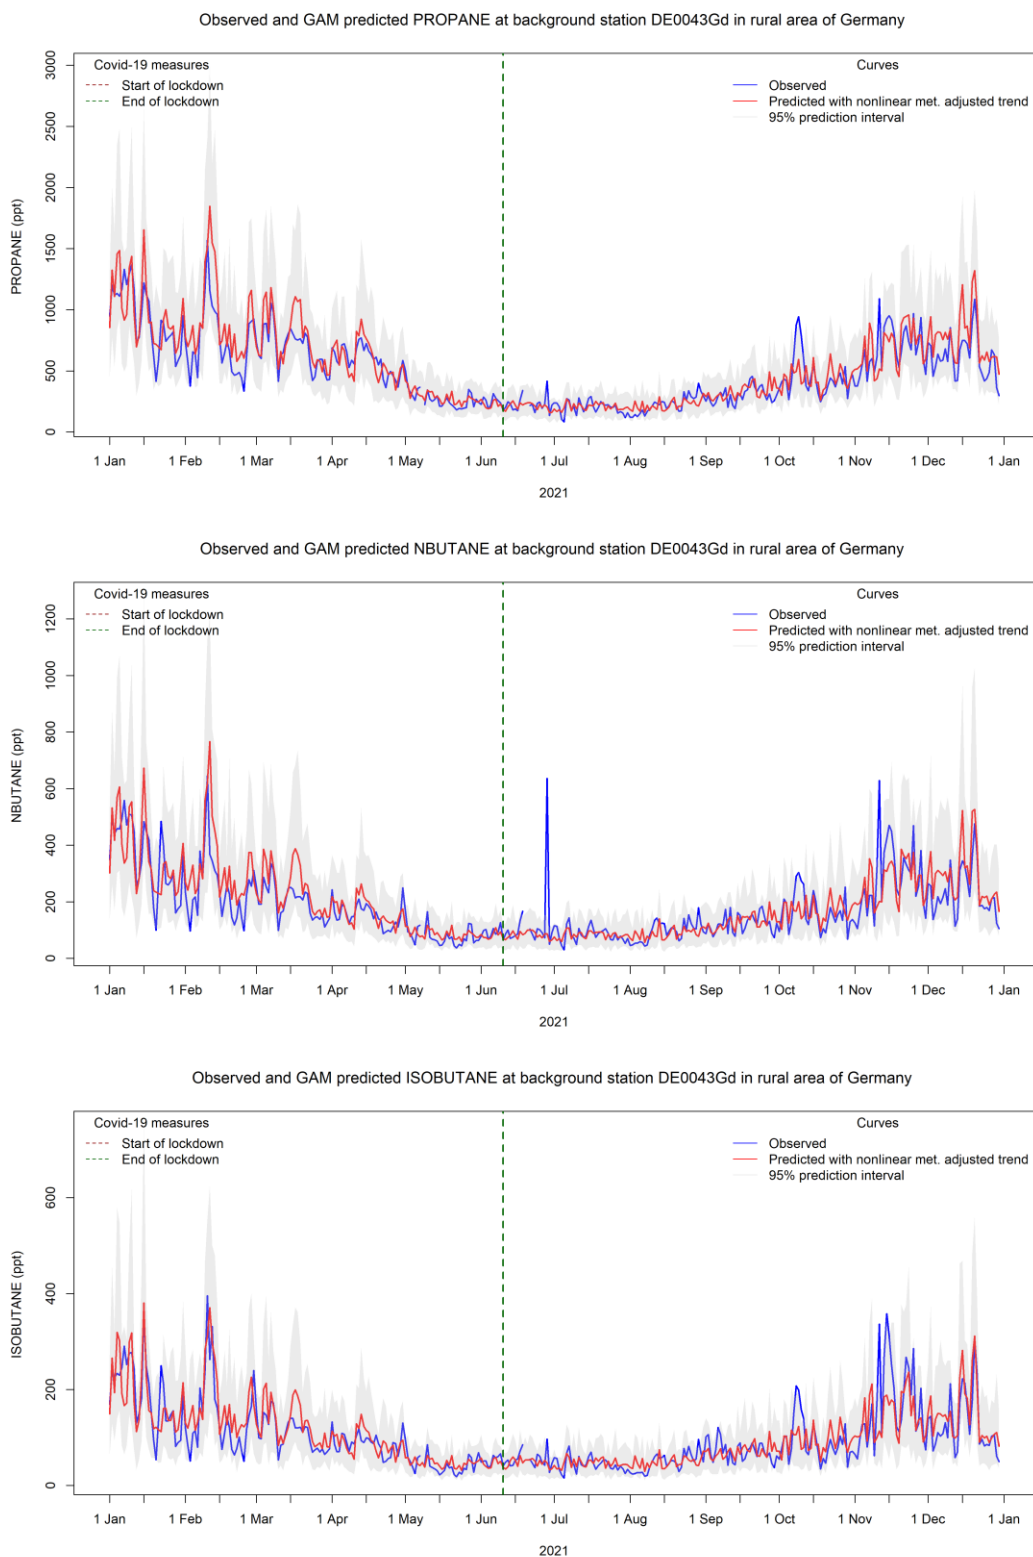 Observed and GAM predicted PROPANE at background station DE0043Gd in rural area of Germany
Covid-19 measures
Start of lockdown
End of lockdown
Curves
Observed
Predicted with nonlinear met. adjusted trend
95% prediction interval
PROPANE (ppt)
3000
2500
2000
1500
1000
500
0
1 Jan 1 Feb 1 Mar 1 Apr 1 May 1 Jun 1 Jul 1 Aug 1 Sep 1 Oct 1 Nov 1 Dec 1 Jan
2021
Observed and GAM predicted NBUTANE at background station DE0043Gd in rural area of Germany
Covid-19 measures
Start of lockdown
End of lockdown
Curves
Observed
Predicted with nonlinear met. adjusted trend
95% prediction interval
NBUTANE (ppt)
1200
1000
800
600
400
200
0
1 Jan 1 Feb 1 Mar 1 Apr 1 May 1 Jun 1 Jul 1 Aug 1 Sep 1 Oct 1 Nov 1 Dec 1 Jan
2021
Observed and GAM predicted ISOBUTANE at background station DE0043Gd in rural area of Germany
Covid-19 measures
Start of lockdown
End of lockdown
Curves
Observed
Predicted with nonlinear met. adjusted trend
95% prediction interval
ISOBUTANE (ppt)
600
400
200
0
1 Jan 1 Feb 1 Mar 1 Apr 1 May 1 Jun 1 Jul 1 Aug 1 Sep 1 Oct 1 Nov 1 Dec 1 Jan
2021